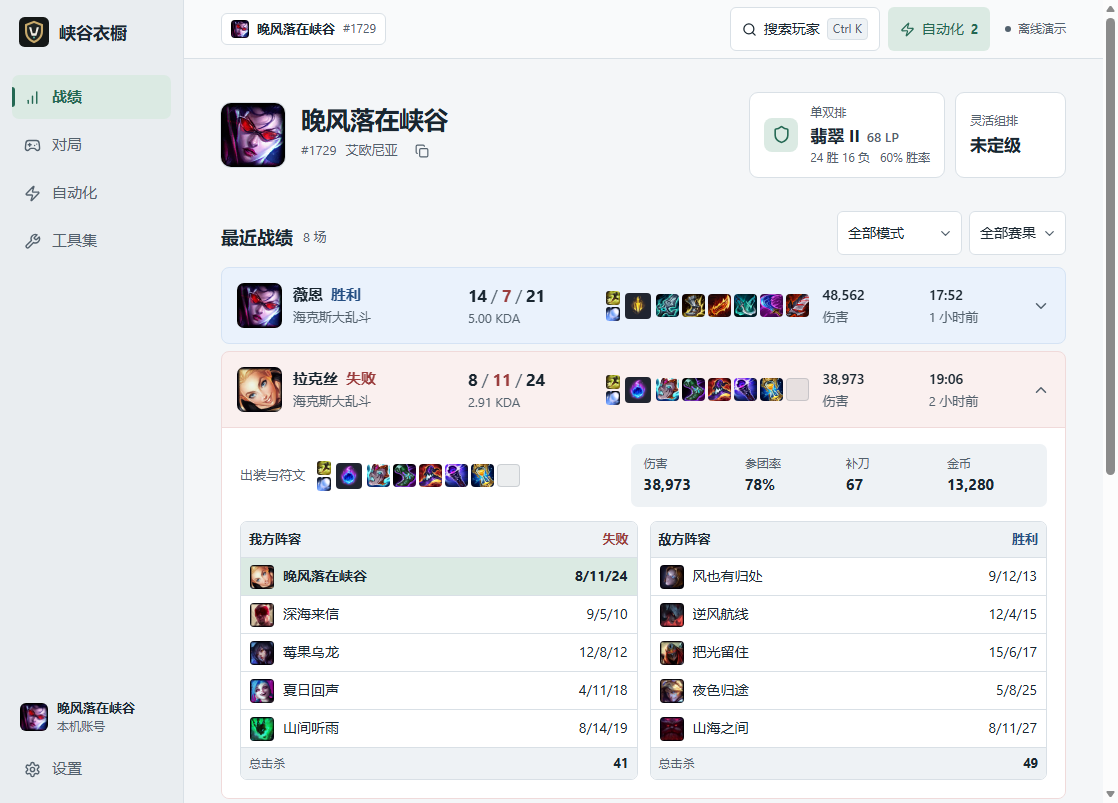 峡谷衣橱
晚风落在峡谷 #1729
搜索玩家 Ctrl K
自动化 2
离线演示
战绩
对局
自动化
工具集
晚风落在峡谷
#1729 艾欧尼亚
单双排
翡翠 II 68 LP
24 胜 16 负 60% 胜率
灵活组排
未定级
最近战绩 8 场
全部模式
全部赛果
薇恩 胜利
海克斯大乱斗
14 / 7 / 21
5.00 KDA
48,562
伤害
17:52
1 小时前
拉克丝 失败
海克斯大乱斗
8 / 11 / 24
2.91 KDA
38,973
伤害
19:06
2 小时前
出装与符文
伤害 参团率 补刀 金币
38,973 78% 67 13,280
我方阵容 失败
晚风落在峡谷 8/11/24
深海来信 9/5/10
莓果乌龙 12/8/12
夏日回声 4/11/18
山间听雨 8/14/19
总击杀 41
敌方阵容 胜利
风也有归处 9/12/13
逆风航线 12/4/15
把光留住 15/6/17
夜色归途 5/8/25
山海之间 8/11/27
总击杀 49
晚风落在峡谷
本机账号
设置